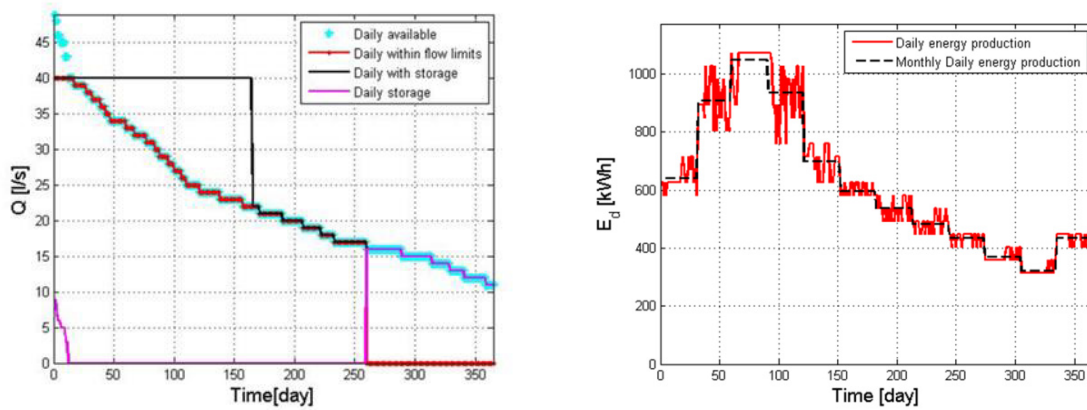 45
40
35
30
25
20
15
10
5
0
Q [l/s]
0 50 100 150 200 250 300 350
Time[day]
Daily available
Daily within flow limits
Daily with storage
Daily storage
1000
800
600
400
200
0
E_d [kWh]
0 50 100 150 200 250 300 350
Time [day]
Daily energy production
Monthly Daily energy production